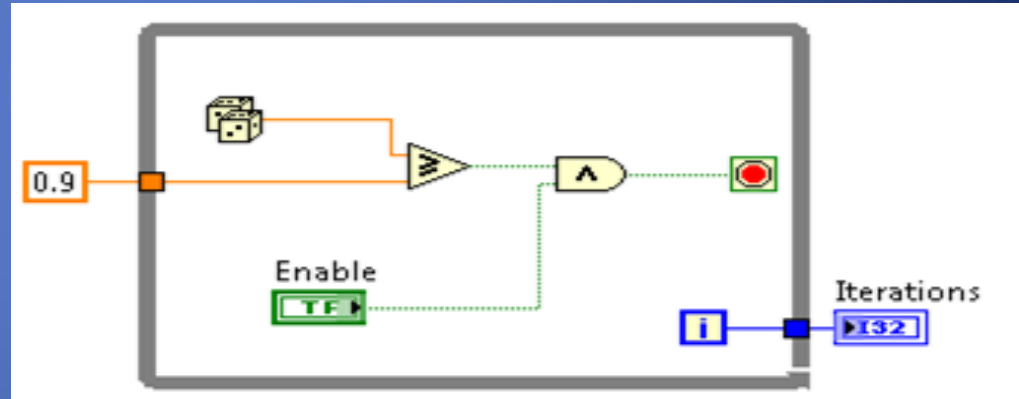 0.9
≥
∧
Enable
TF
i
Iterations
I32